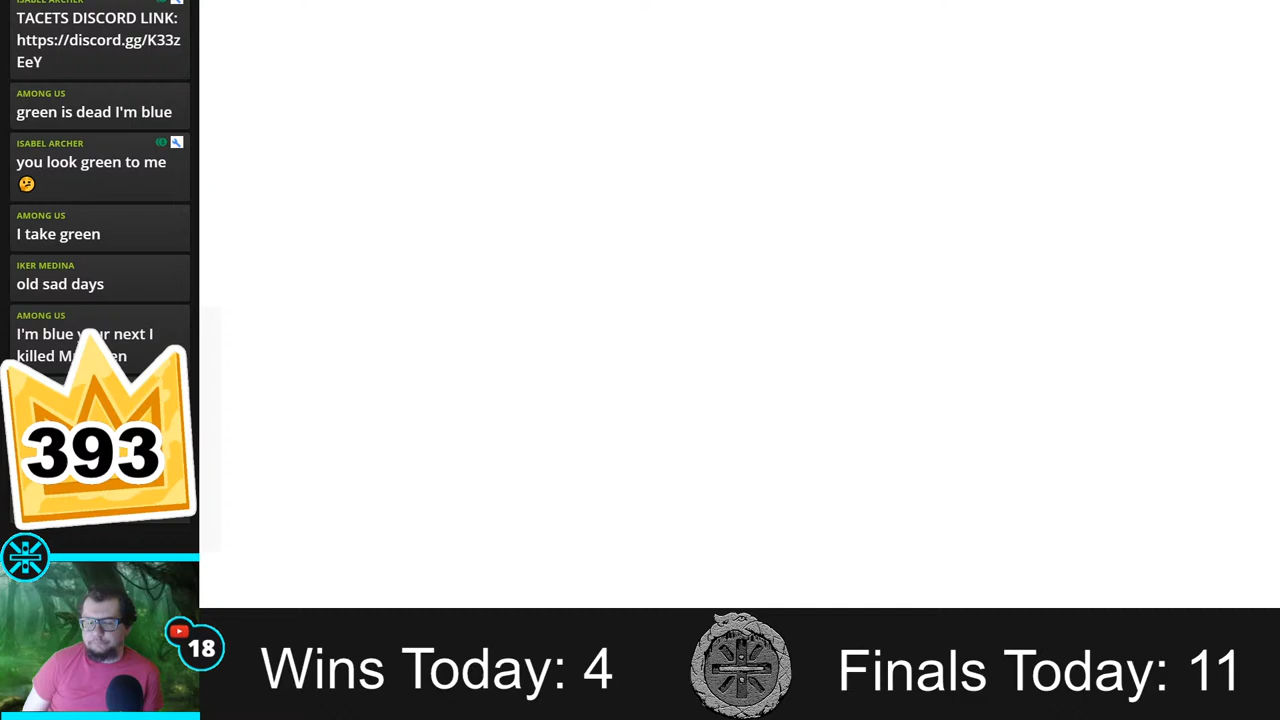 TACETS DISCORD LINK:
https://discord.gg/K33z
EeY
AMONG US
green is dead I'm blue
ISABEL ARCHER
you look green to me
AMONG US
I take green
IKER MEDINA
old sad days
AMONG US
I'm blue your next I
killed
393
18
Wins Today: 4
Finals Today: 11